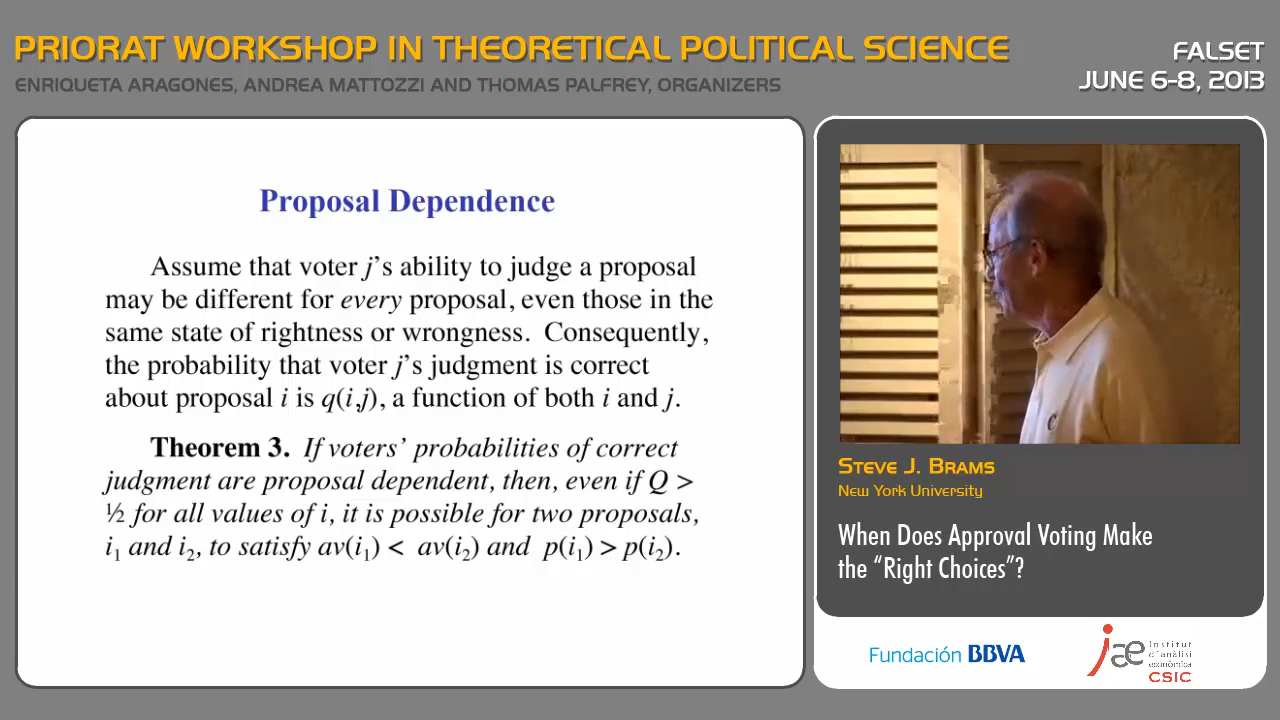 PRIORAT WORKSHOP IN THEORETICAL POLITICAL SCIENCE
ENRIQUETA ARAGONES, ANDREA MATTOZZI AND THOMAS PALFREY, ORGANIZERS
FALSET
JUNE 6-8, 2013
Proposal Dependence
Assume that voter j's ability to judge a proposal
may be different for every proposal, even those in the
same state of rightness or wrongness. Consequently,
the probability that voter j's judgment is correct
about proposal i is q(i,j), a function of both i and j.
Theorem 3. If voters' probabilities of correct
judgment are proposal dependent, then, even if Q >
½ for all values of i, it is possible for two proposals,
i₁ and i₂, to satisfy av(i₁) < av(i₂) and p(i₁) > p(i₂).
STEVE J. BRAMS
New York University
When Does Approval Voting Make
the “Right Choices”?
Fundación BBVA
iae
Institut
d'anàlisi
econòmica
CSIC